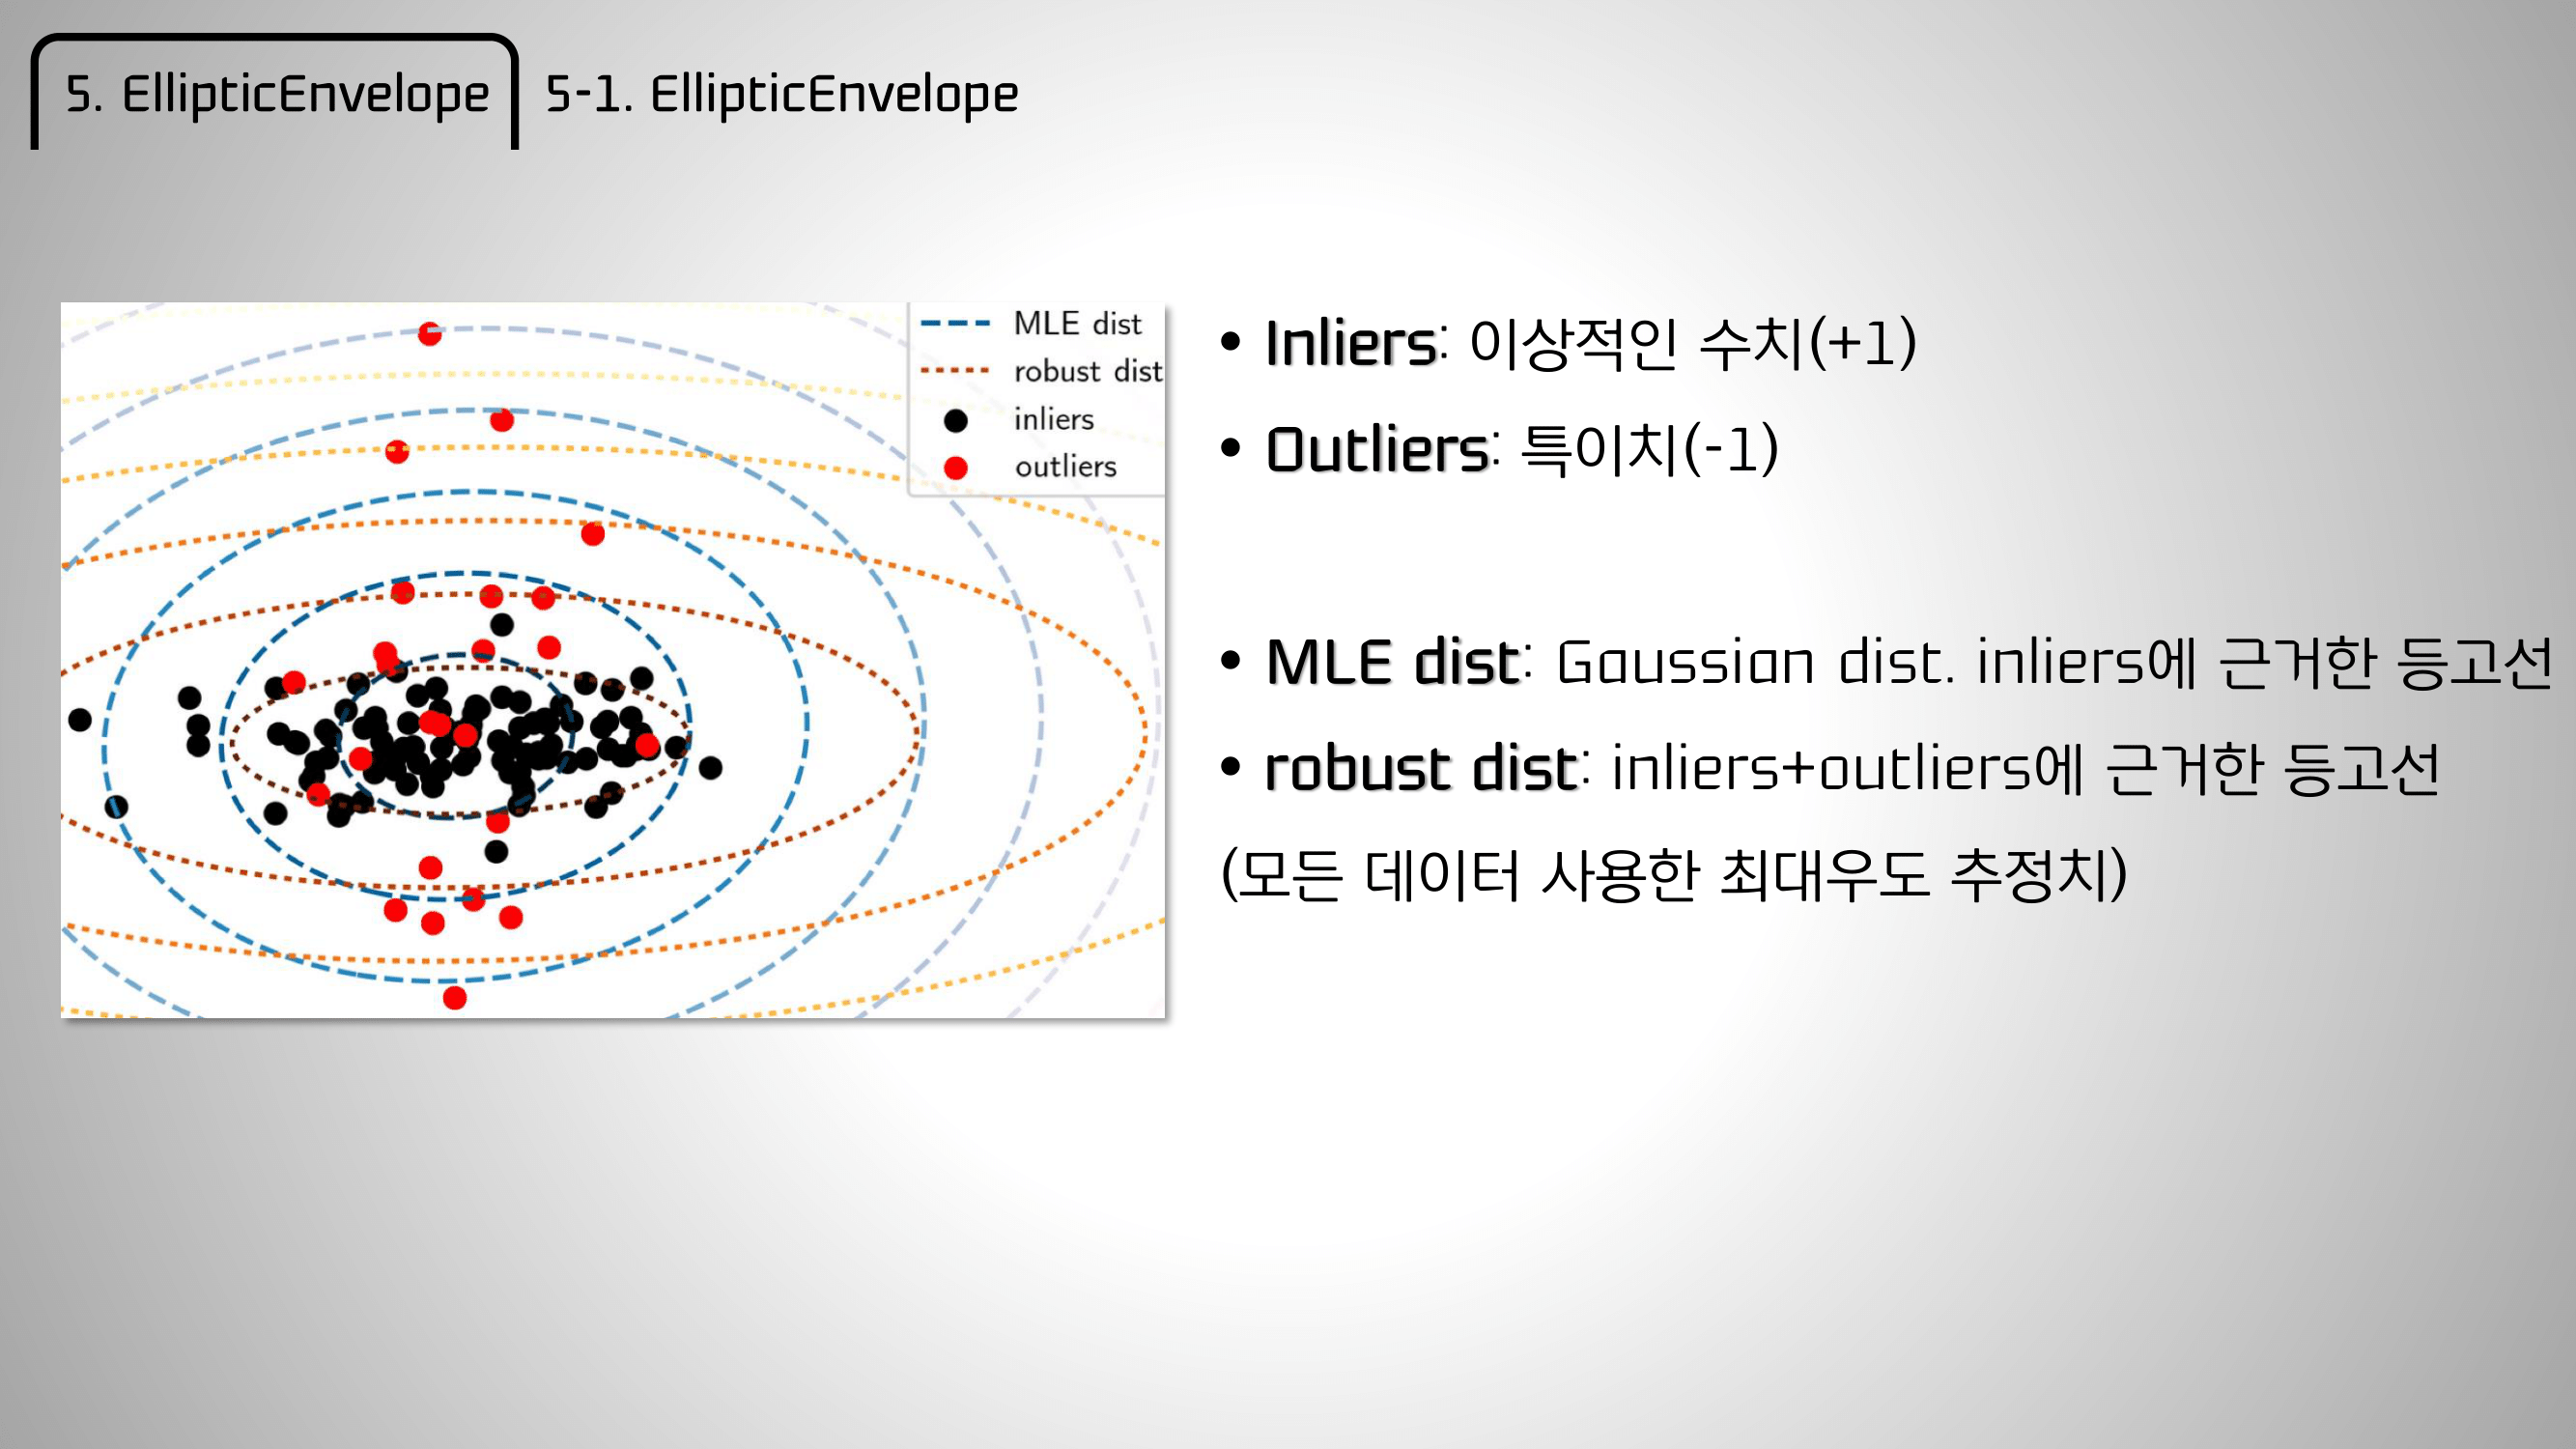 5. EllipticEnvelope
5-1. EllipticEnvelope
MLE dist
robust dist
inliers
outliers
• Inliers: 이상적인 수치(+1)
• Outliers: 특이치(-1)
• MLE dist: Gaussian dist. inliers에 근거한 등고선
• robust dist: inliers+outliers에 근거한 등고선
(모든 데이터 사용한 최대우도 추정치)